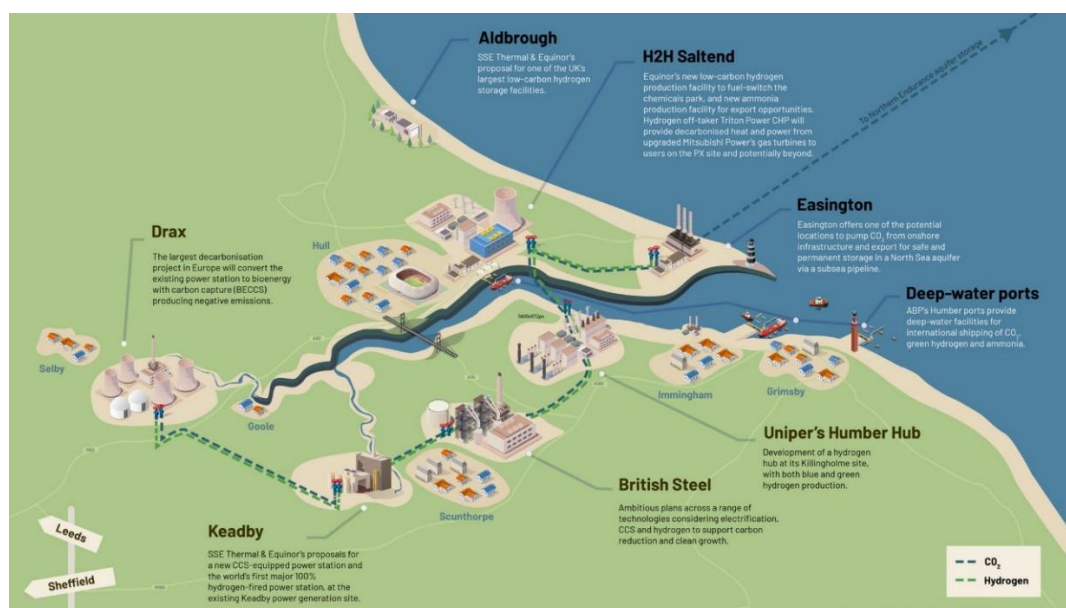 Aldbrough
SSE Thermal & Equinor's
proposal for one of the UK's
largest low-carbon hydrogen
storage facilities.
H2H Saltend
Equinor's new low-carbon hydrogen
production facility to fuel-switch the
chemicals park, and new ammonia
production facility for export opportunities.
Hydrogen off-taker Triton Power CHP will
provide decarbonised heat and power from
upgraded Mitsubishi Power's gas turbines to
users on the PX site and potentially beyond.
To Northern Endurance Aquifer storage
Easington
Easington offers one of the potential
locations to pump CO₂ from onshore
infrastructure and export for safe and
permanent storage in a North Sea aquifer
via a subsea pipeline.
Drax
The largest decarbonisation
project in Europe will convert the
existing power station to bioenergy
with carbon capture (BECCS)
producing negative emissions.
Hull
Deep-water ports
ABP's Humber ports provide
deep-water facilities for
international shipping of CO₂,
green hydrogen and ammonia.
Selby
Goole
Immingham
Grimsby
Uniper's Humber Hub
Development of a hydrogen
hub at its Killingholme site,
with both blue and green
hydrogen production.
British Steel
Ambitious plans across a range of
technologies considering electrification,
CCS and hydrogen to support carbon
reduction and clean growth.
Scunthorpe
Keadby
SSE Thermal & Equinor's proposals for
a new CCS-equipped power station and
the world's first major 100%
hydrogen-fired power station, at the
existing Keadby power generation site.
Leeds
Sheffield
CO₂
Hydrogen